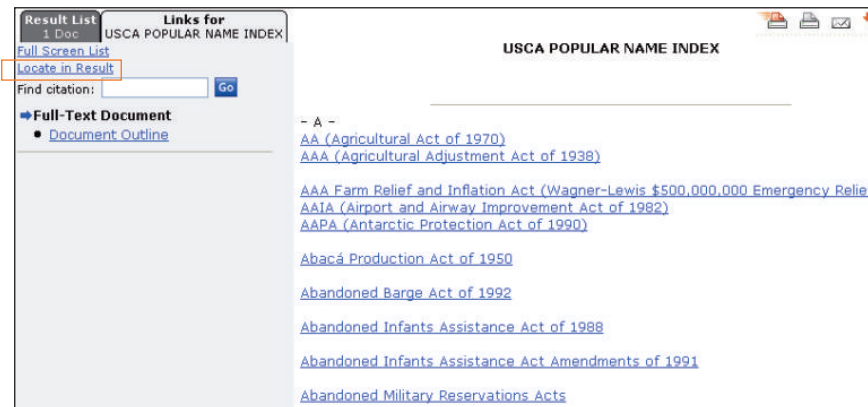 Result List
1 Doc
Links for
USCA POPULAR NAME INDEX
Full Screen List
Locate in Result
Find citation:
Go
Full-Text Document
• Document Outline
USCA POPULAR NAME INDEX
- A -
AA (Agricultural Act of 1970)
AAA (Agricultural Adjustment Act of 1938)
AAA Farm Relief and Inflation Act (Wagner-Lewis $500,000,000 Emergency Relie
AAIA (Airport and Airway Improvement Act of 1982)
AAPA (Antarctic Protection Act of 1990)
Abacá Production Act of 1950
Abandoned Barge Act of 1992
Abandoned Infants Assistance Act of 1988
Abandoned Infants Assistance Act Amendments of 1991
Abandoned Military Reservations Acts